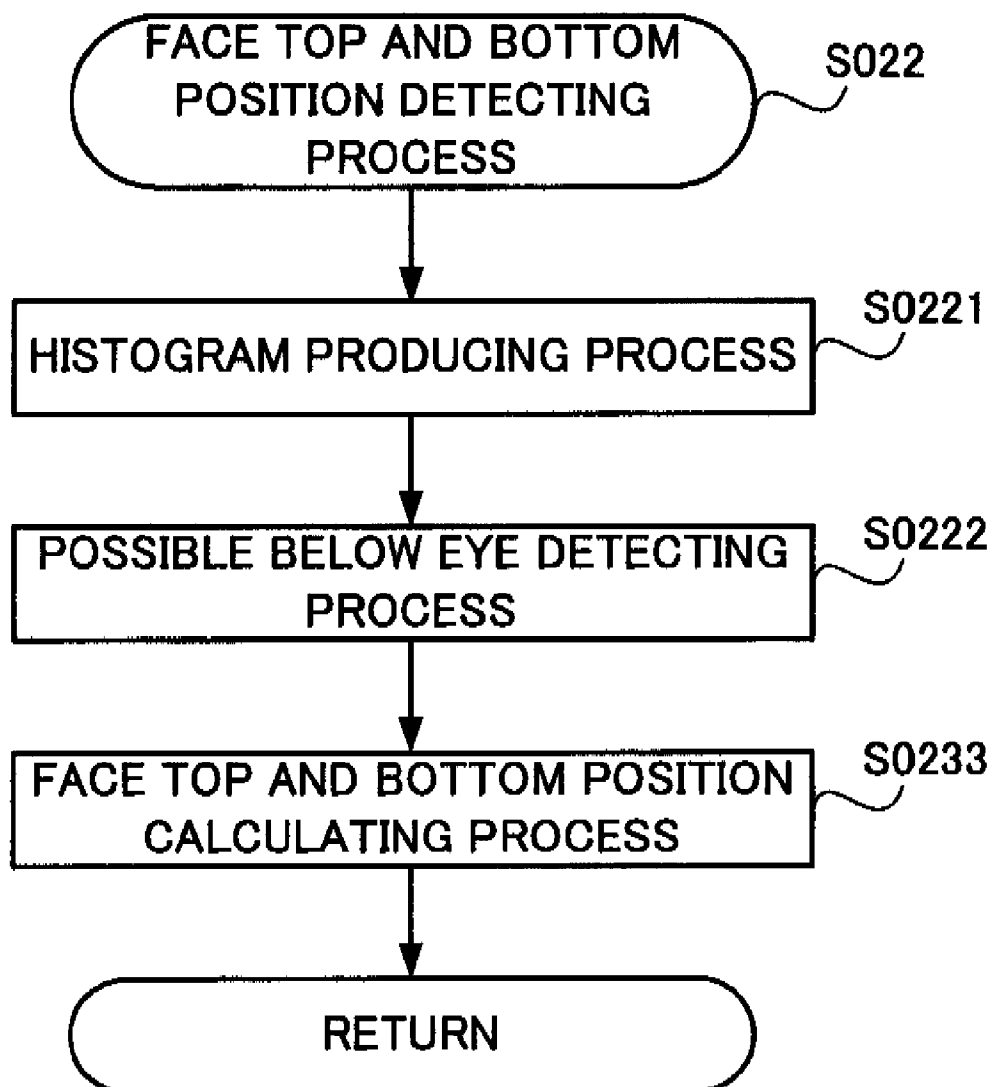 FACE TOP AND BOTTOM
POSITION DETECTING
PROCESS
S022
HISTOGRAM PRODUCING PROCESS
S0221
POSSIBLE BELOW EYE DETECTING
PROCESS
S0222
FACE TOP AND BOTTOM POSITION
CALCULATING PROCESS
S0233
RETURN